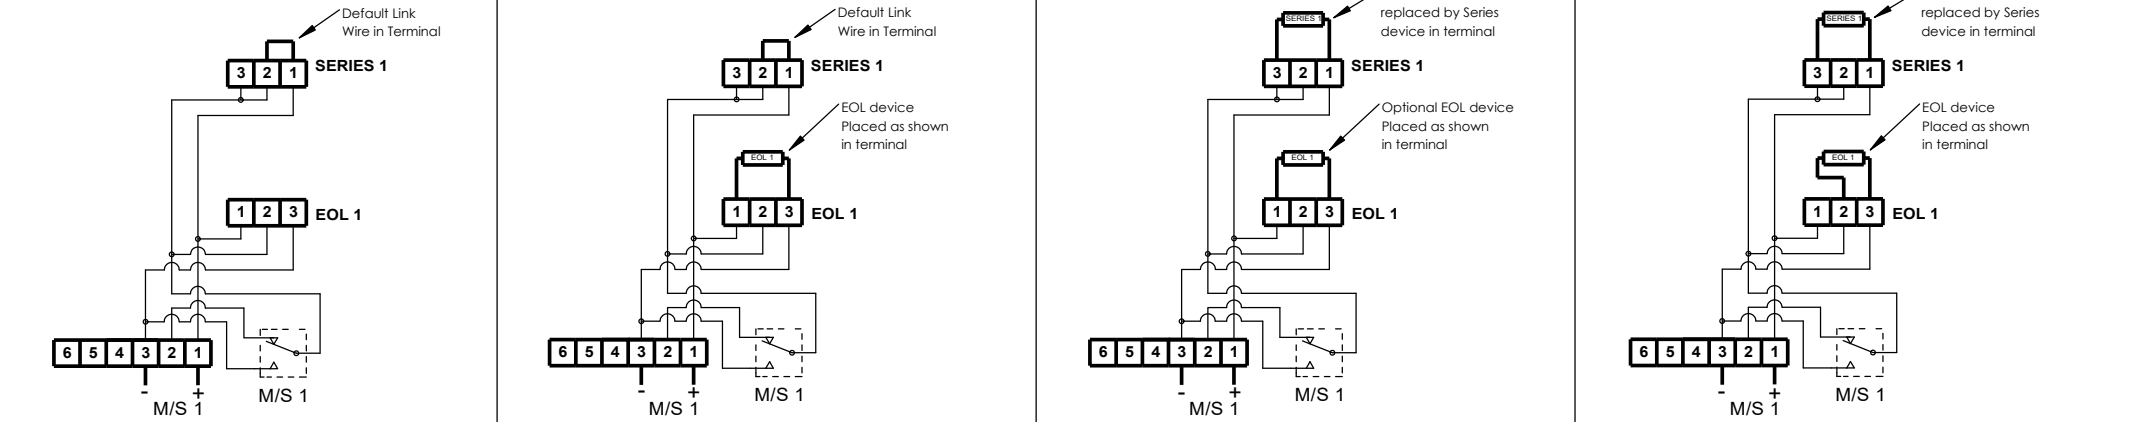 Default Link
Wire in Terminal
3 2 1 SERIES 1
1 2 3 EOL 1
6 5 4 3 2 1
- +
M/S 1
M/S 1
Default Link
Wire in Terminal
3 2 1 SERIES 1
EOL device
Placed as shown
in terminal
EOL 1
1 2 3 EOL 1
6 5 4 3 2 1
- +
M/S 1
M/S 1
replaced by Series
device in terminal
SERIES 1
3 2 1 SERIES 1
Optional EOL device
Placed as shown
in terminal
EOL 1
1 2 3 EOL 1
6 5 4 3 2 1
- +
M/S 1
M/S 1
replaced by Series
device in terminal
SERIES 1
3 2 1 SERIES 1
EOL device
Placed as shown
in terminal
EOL 1
1 2 3 EOL 1
6 5 4 3 2 1
- +
M/S 1
M/S 1